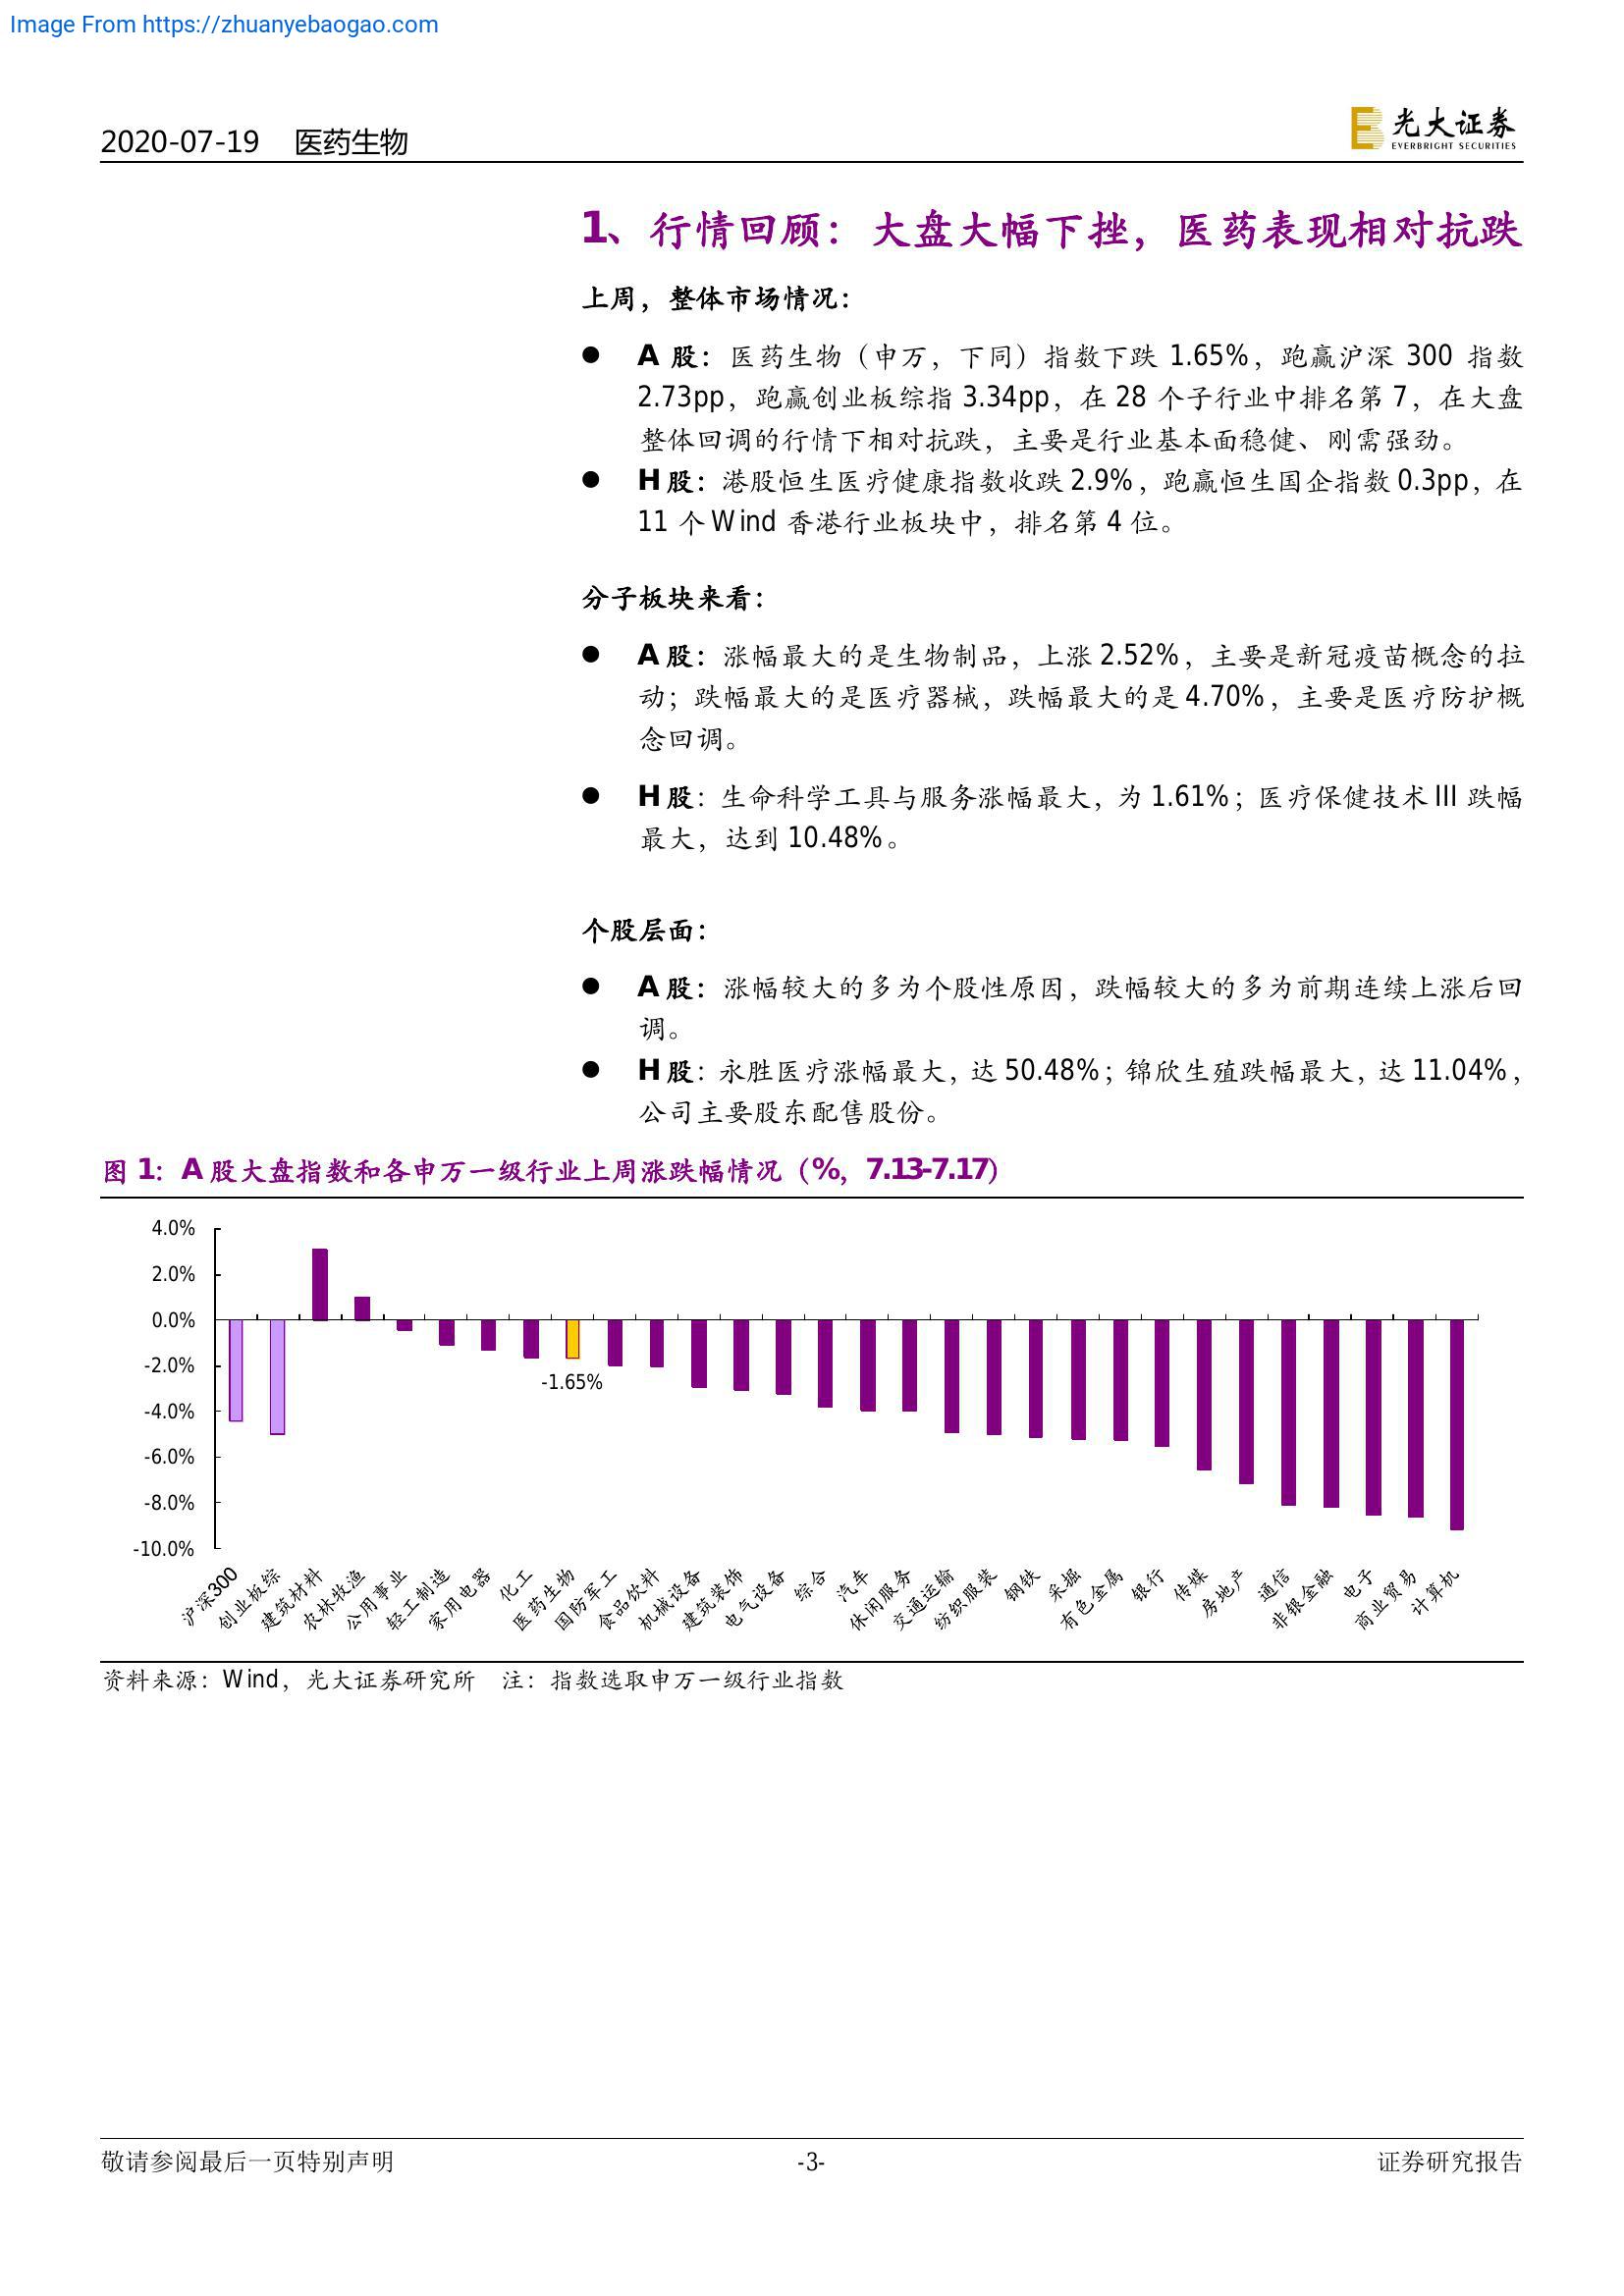 Image From https://zhuanyebaogao.com
2020-07-19 医药生物
光大证券
EVERBRIGHT SECURITIES
1、行情回顾：大盘大幅下挫，医药表现相对抗跌
上周，整体市场情况：
● A 股：医药生物（申万，下同）指数下跌 1.65%，跑赢沪深 300 指数
2.73pp，跑赢创业板综指 3.34pp，在 28 个子行业中排名第 7，在大盘
整体回调的行情下相对抗跌，主要是行业基本面稳健、刚需强劲。
● H 股：港股恒生医疗健康指数收跌 2.9%，跑赢恒生国企指数 0.3pp，在
11 个 Wind 香港行业板块中，排名第 4 位。
分子板块来看：
● A 股：涨幅最大的是生物制品，上涨 2.52%，主要是新冠疫苗概念的拉
动；跌幅最大的是医疗器械，跌幅最大的是 4.70%，主要是医疗防护概
念回调。
● H 股：生命科学工具与服务涨幅最大，为 1.61%；医疗保健技术 III 跌幅
最大，达到 10.48%。
个股层面：
● A 股：涨幅较大的多为个股性原因，跌幅较大的多为前期连续上涨后回
调。
● H 股：永胜医疗涨幅最大，达 50.48%；锦欣生殖跌幅最大，达 11.04%，
公司主要股东配售股份。
图 1：A 股大盘指数和各申万一级行业上周涨跌幅情况（%，7.13-7.17）
4.0%
2.0%
0.0%
-2.0%
-4.0%
-6.0%
-8.0%
-10.0%
-1.65%
沪深300
创业板综
建筑材料
农林牧渔
公用事业
轻工制造
家用电器
化工
医药生物
国防军工
食品饮料
机械设备
建筑装饰
电气设备
综合
汽车
休闲服务
交通运输
纺织服装
钢铁
采掘
有色金属
银行
传媒
房地产
通信
非银金融
电子
商业贸易
计算机
资料来源：Wind，光大证券研究所 注：指数选取申万一级行业指数
敬请参阅最后一页特别声明
-3-
证券研究报告